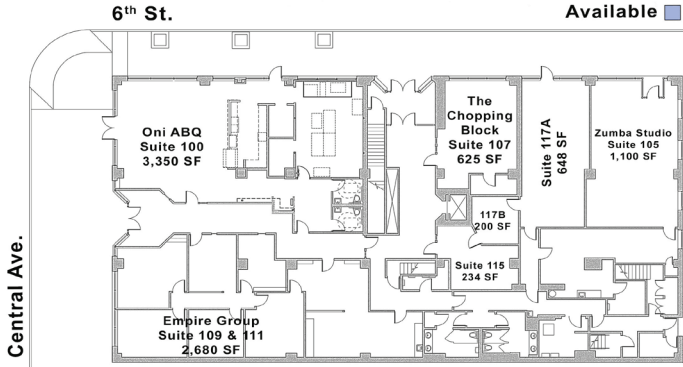 6th St.
Available
Oni ABQ
Suite 100
3,350 SF
The
Chopping
Block
Suite 107
625 SF
Suite 117A
648 SF
Zumba Studio
Suite 105
1,100 SF
117B
200 SF
Suite 115
234 SF
Central Ave.
Empire Group
Suite 109 & 111
2,680 SF